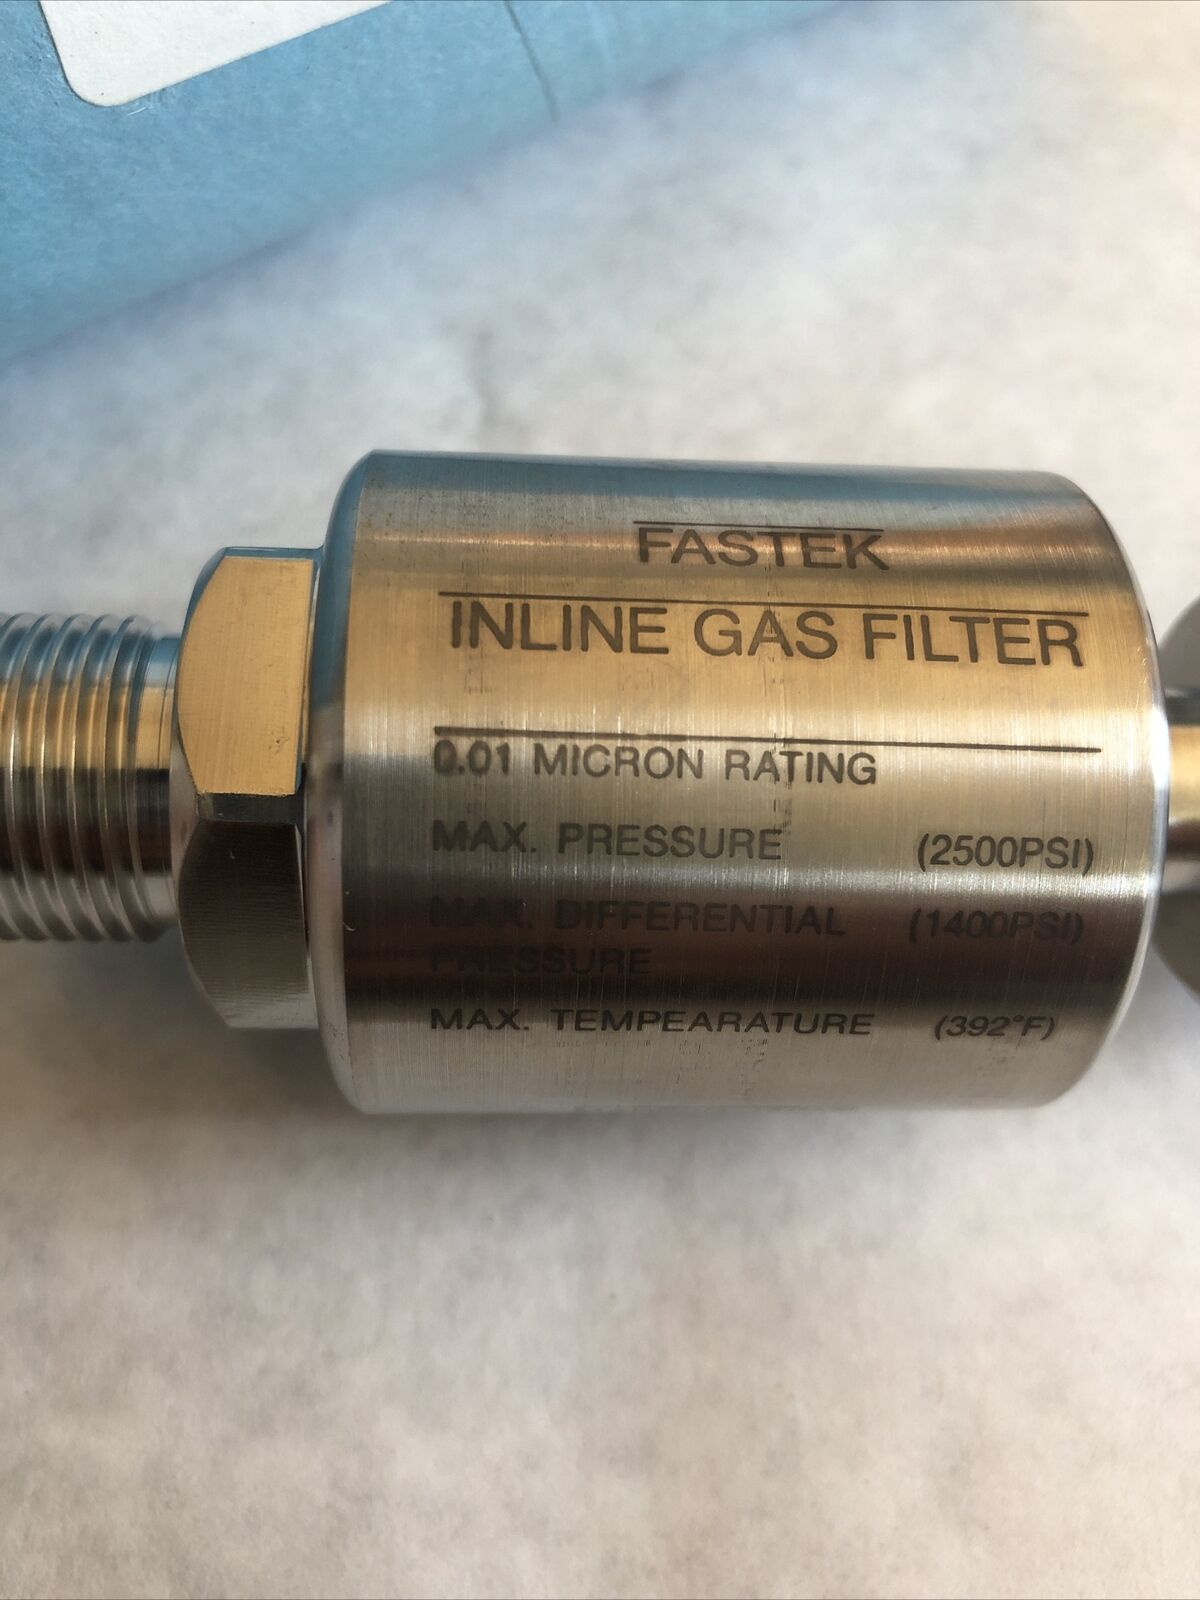 FASTEK
INLINE GAS FILTER
0.01 MICRON RATING
MAX. PRESSURE (2500PSI)
MAX. DIFFERENTIAL (1400PSI)
PRESSURE
MAX. TEMPEARATURE (392°F)